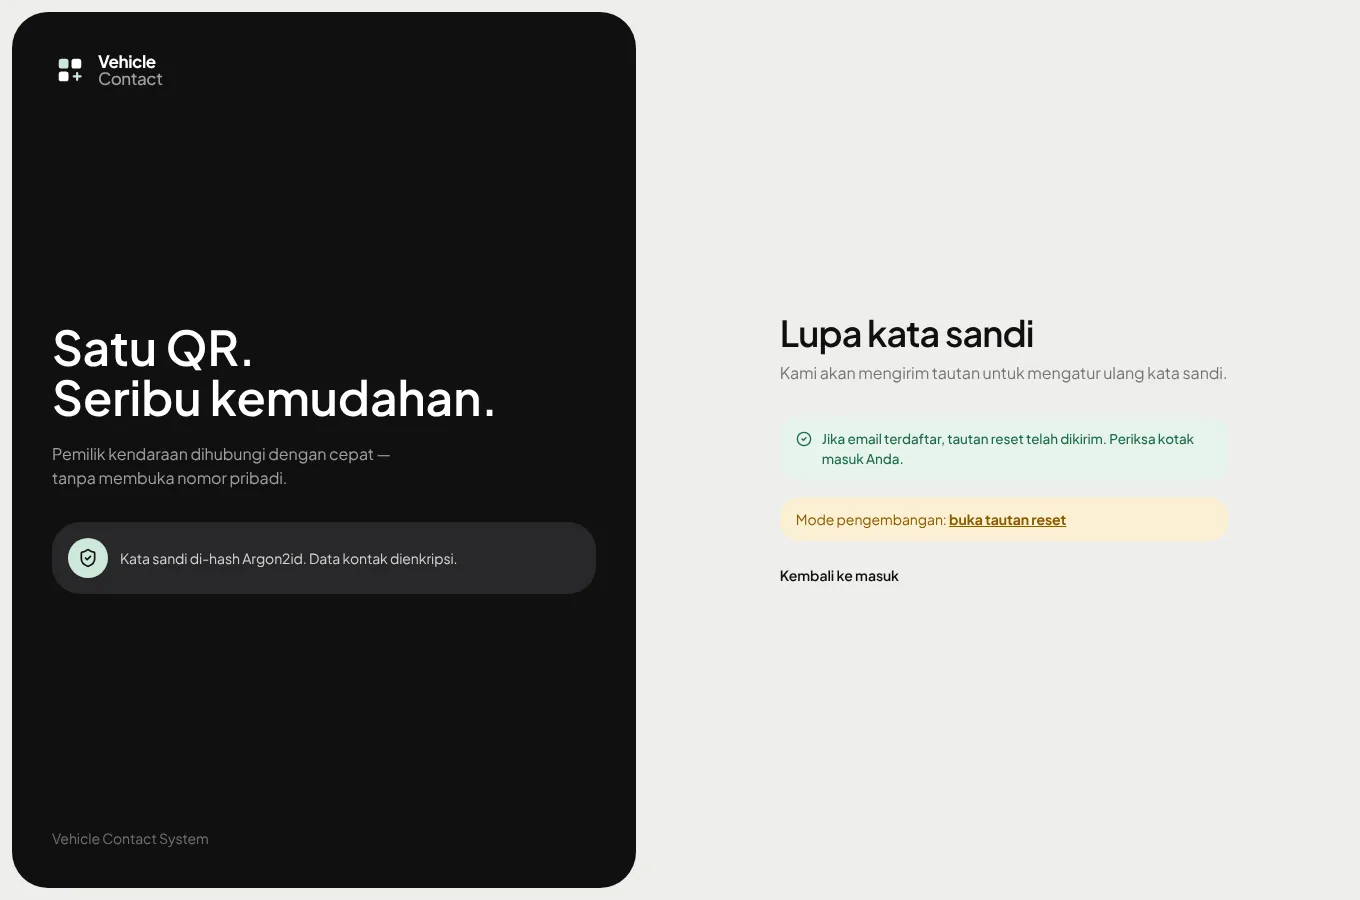 Vehicle
Contact
Satu QR.
Seribu kemudahan.
Pemilik kendaraan dihubungi dengan cepat —
tanpa membuka nomor pribadi.
Kata sandi di-hash Argon2id. Data kontak dienkripsi.
Vehicle Contact System
Lupa kata sandi
Kami akan mengirim tautan untuk mengatur ulang kata sandi.
Jika email terdaftar, tautan reset telah dikirim. Periksa kotak
masuk Anda.
Mode pengembangan: buka tautan reset
Kembali ke masuk